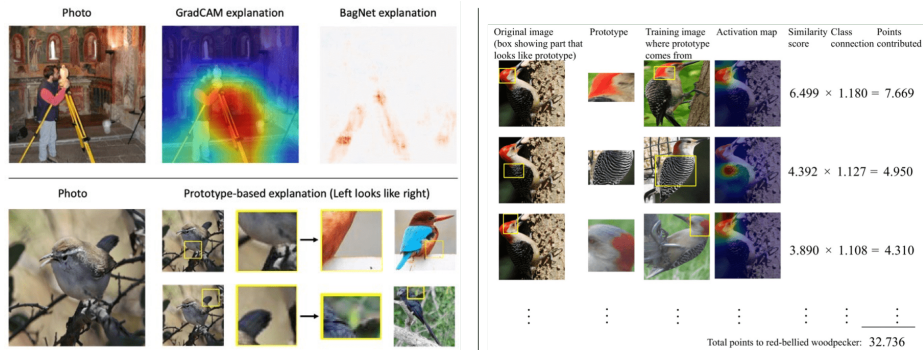 Photo
GradCAM explanation
BagNet explanation
Photo
Prototype-based explanation (Left looks like right)
Original image
(box showing part that
looks like prototype)
Prototype
Training image
where prototype
comes from
Activation map
Similarity
score
Class
connection
Points
contributed
6.499 × 1.180 = 7.669
4.392 × 1.127 = 4.950
3.890 × 1.108 = 4.310
⋮ ⋮ ⋮ ⋮ ⋮ ⋮ ⋮
Total points to red-bellied woodpecker: 32.736